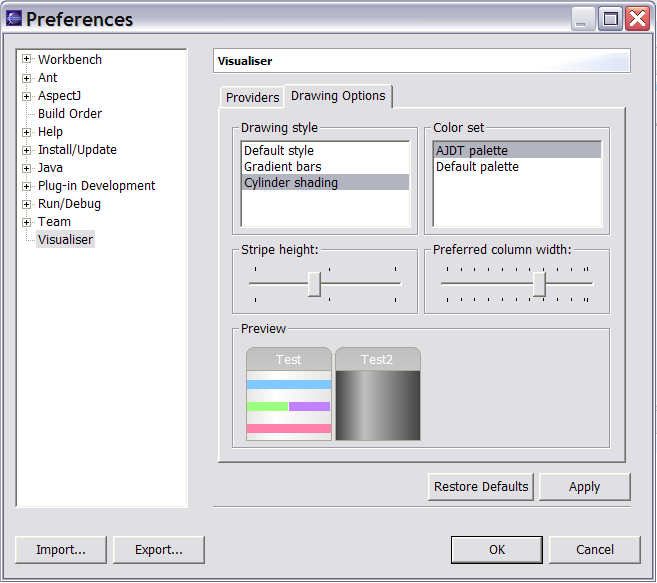 Preferences
Workbench
Ant
AspectJ
Build Order
Help
Install/Update
Java
Plug-in Development
Run/Debug
Team
Visualiser
Visualiser
Providers
Drawing Options
Drawing style
Default style
Gradient bars
Cylinder shading
Color set
AJDT palette
Default palette
Stripe height:
Preferred column width:
Preview
Test
Test2
Restore Defaults
Apply
Import...
Export...
OK
Cancel